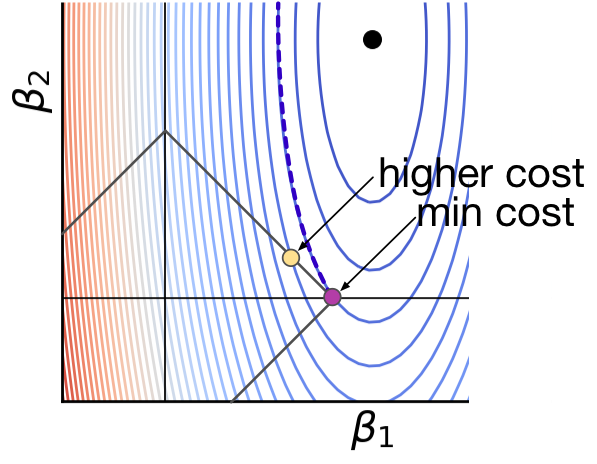 β₂
higher cost
min cost
β₁